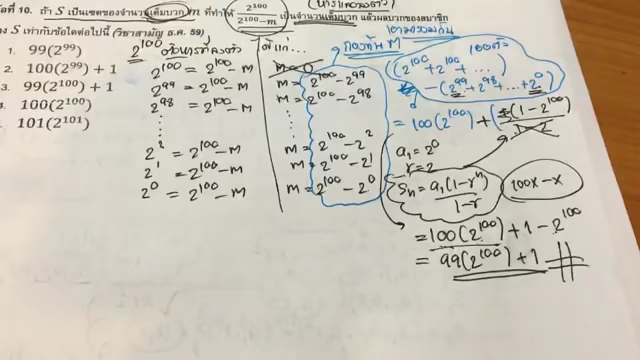 ข้อที่ 10. ถ้า S เป็นเซตของจำนวนเต็มบวก m ที่ทำให้ 2^100/(2^100-m) เป็นจำนวนเต็มบวก แล้วผลบวกของสมาชิก
ของ S เท่ากับข้อใดต่อไปนี้ (วิชาสามัญ ธ.ค. 59)
1. 99(2^99)
2. 100(2^99) + 1
3. 99(2^100) + 1
4. 100(2^100)
5. 101(2^101)
2^100
2^100 = 2^100 - m
2^99 = 2^100 - m
2^98 = 2^100 - m
2^2 = 2^100 - m
2^1 = 2^100 - m
2^0 = 2^100 - m
m = 0
m = 2^100 - 2^99
m = 2^100 - 2^98
m = 2^100 - 2^2
m = 2^100 - 2^1
m = 2^100 - 2^0
(2^100 + 2^100 + ...)
- (2^99 + 2^98 + ... + 2^0)
= 100(2^100) + (1 - 2^100)
a1 = 2^0
r = 2
Sn = a1(1-r^n)/(1-r)
100x - x
= 100(2^100) + 1 - 2^100
= 99(2^100) + 1